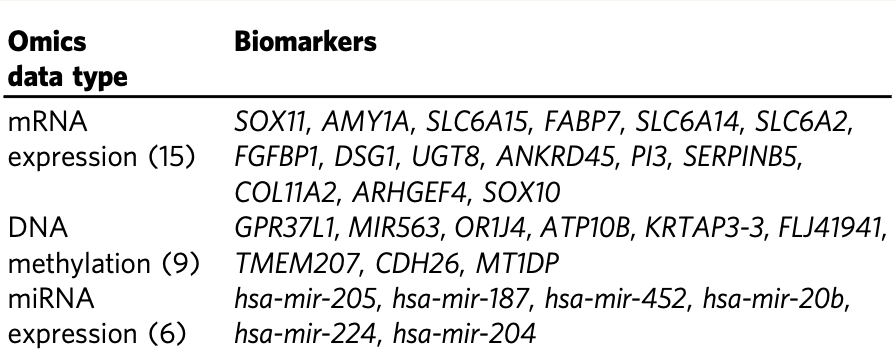 Omics data type Biomarkers
mRNA expression (15) SOX11, AMY1A, SLC6A15, FABP7, SLC6A14, SLC6A2,
FGFBP1, DSG1, UGT8, ANKRD45, PI3, SERPINB5,
COL11A2, ARHGEF4, SOX10
DNA methylation (9) GPR37L1, MIR563, OR1J4, ATP10B, KRTAP3-3, FLJ41941,
TMEM207, CDH26, MT1DP
miRNA expression (6) hsa-mir-205, hsa-mir-187, hsa-mir-452, hsa-mir-20b,
hsa-mir-224, hsa-mir-204